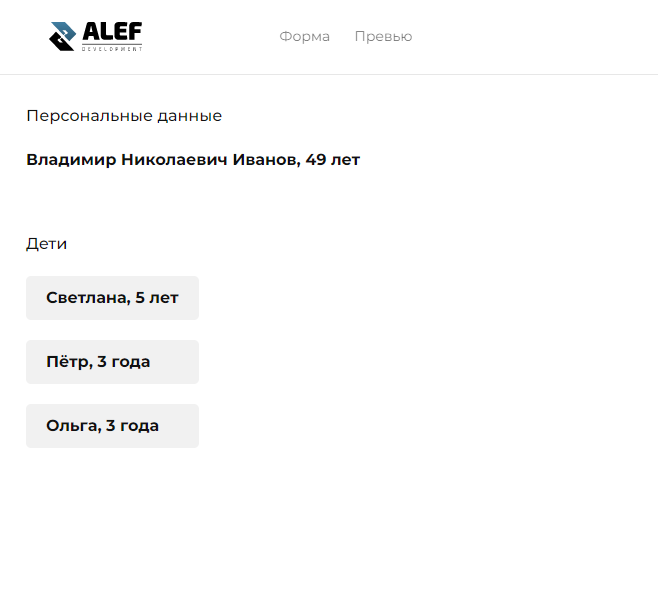 ALEF
DEVELOPMENT
Форма Превью
Персональные данные
Владимир Николаевич Иванов, 49 лет
Дети
Светлана, 5 лет
Пётр, 3 года
Ольга, 3 года